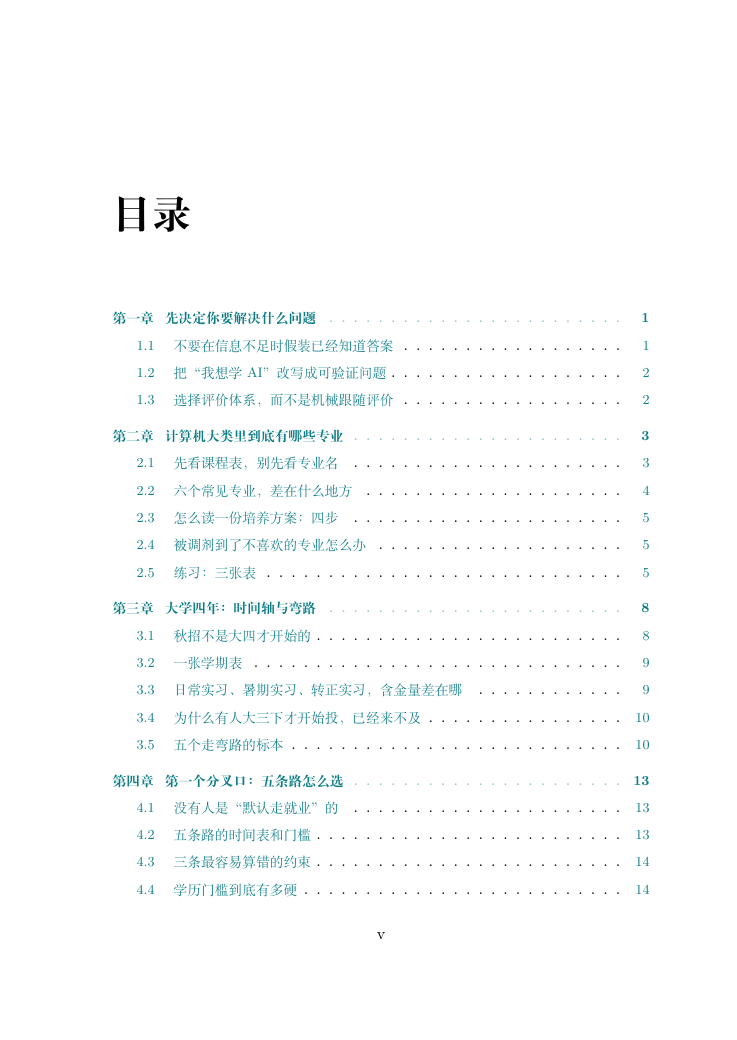 目录
第一章 先决定你要解决什么问题 . . . . . . . . . . . . . . . . . . . . . . . . 1
1.1 不要在信息不足时假装已经知道答案 . . . . . . . . . . . . . . . . . . 1
1.2 把“我想学 AI”改写成可验证问题 . . . . . . . . . . . . . . . . . . . 2
1.3 选择评价体系，而不是机械跟随评价 . . . . . . . . . . . . . . . . . . 2
第二章 计算机大类里到底有哪些专业 . . . . . . . . . . . . . . . . . . . . . . 3
2.1 先看课程表，别先看专业名 . . . . . . . . . . . . . . . . . . . . . . 3
2.2 六个常见专业，差在什么地方 . . . . . . . . . . . . . . . . . . . . . 4
2.3 怎么读一份培养方案：四步 . . . . . . . . . . . . . . . . . . . . . . 5
2.4 被调剂到了不喜欢的专业怎么办 . . . . . . . . . . . . . . . . . . . . 5
2.5 练习：三张表 . . . . . . . . . . . . . . . . . . . . . . . . . . . . . 5
第三章 大学四年：时间轴与弯路 . . . . . . . . . . . . . . . . . . . . . . . . 8
3.1 秋招不是大四才开始的 . . . . . . . . . . . . . . . . . . . . . . . . . 8
3.2 一张学期表 . . . . . . . . . . . . . . . . . . . . . . . . . . . . . . 9
3.3 日常实习、暑期实习、转正实习，含金量差在哪 . . . . . . . . . . . . 9
3.4 为什么有人大三下才开始投，已经来不及 . . . . . . . . . . . . . . . . 10
3.5 五个走弯路的标本 . . . . . . . . . . . . . . . . . . . . . . . . . . . 10
第四章 第一个分叉口：五条路怎么选 . . . . . . . . . . . . . . . . . . . . . . 13
4.1 没有人是“默认走就业”的 . . . . . . . . . . . . . . . . . . . . . . 13
4.2 五条路的时间表和门槛 . . . . . . . . . . . . . . . . . . . . . . . . . 13
4.3 三条最容易算错的约束 . . . . . . . . . . . . . . . . . . . . . . . . . 14
4.4 学历门槛到底有多硬 . . . . . . . . . . . . . . . . . . . . . . . . . . 14
v